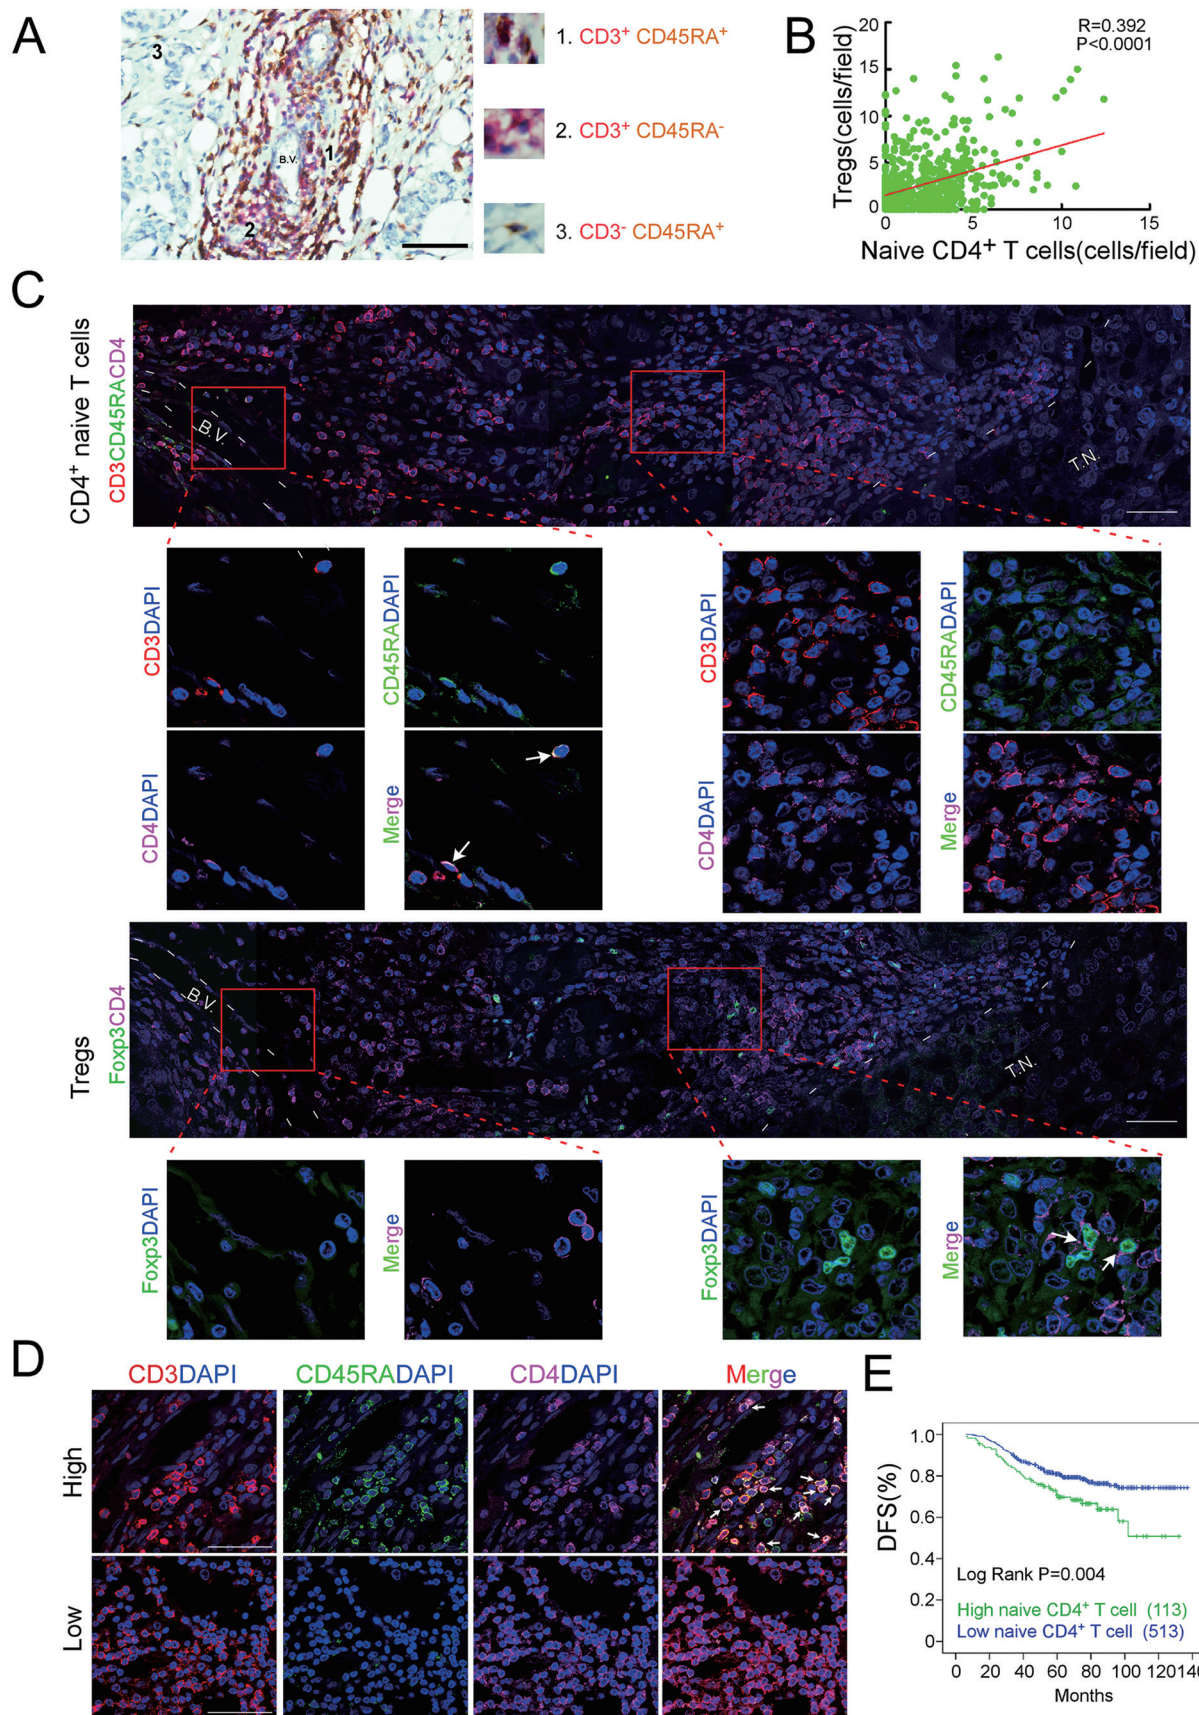 A
3
B.V.
1
2
1. CD3⁺ CD45RA⁺
2. CD3⁺ CD45RA⁻
3. CD3⁻ CD45RA⁺
B
R=0.392
P<0.0001
Tregs(cells/field)
20
15
10
5
0
0
5
10
15
Naive CD4⁺ T cells(cells/field)
C
CD4⁺ naive T cells
CD3CD45RACD4
B.V.
T.N.
CD3DAPI
CD45RADAPI
CD3DAPI
CD45RADAPI
CD4DAPI
Merge
CD4DAPI
Merge
Tregs
Foxp3CD4
B.V.
T.N.
Foxp3DAPI
Merge
Foxp3DAPI
Merge
D
CD3DAPI
CD45RADAPI
CD4DAPI
Merge
High
Low
E
DFS(%)
1.0
0.8
0.6
0.4
0.2
0
Log Rank P=0.004
High naive CD4⁺ T cell (113)
Low naive CD4⁺ T cell (513)
0 20 40 60 80 100 120 14
Months